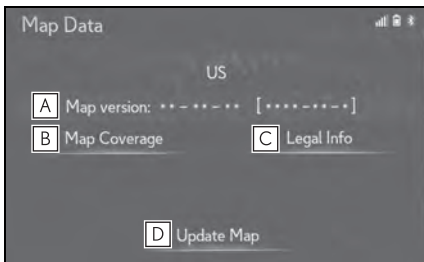 Map Data
US
A Map version: ••-••-•• [••••-••-•]
B Map Coverage
C Legal Info
D Update Map